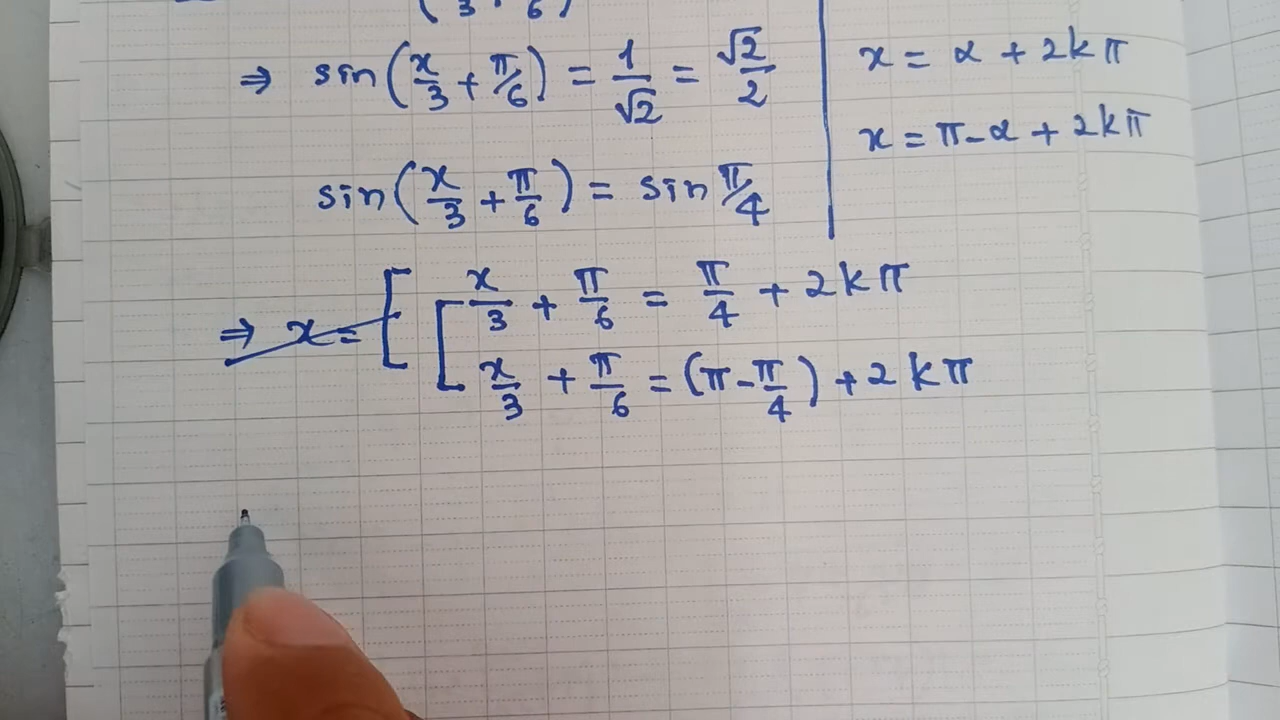 ⇒ sin(x/3 + π/6) = 1/√2 = √2/2
sin(x/3 + π/6) = sin π/4
⇒ x = [ [ x/3 + π/6 = π/4 + 2kπ
x/3 + π/6 = (π - π/4) + 2kπ
x = α + 2kπ
x = π - α + 2kπ